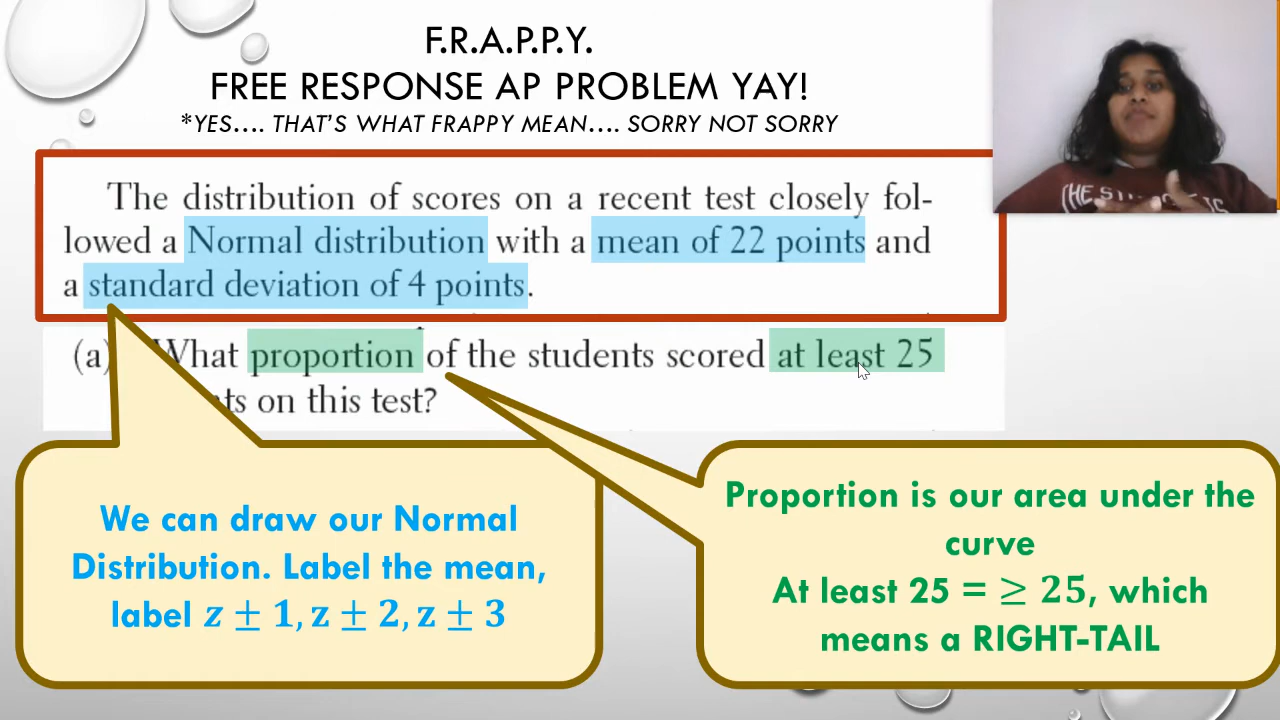 F.R.A.P.P.Y.
FREE RESPONSE AP PROBLEM YAY!
*YES.... THAT'S WHAT FRAPPY MEAN.... SORRY NOT SORRY
The distribution of scores on a recent test closely fol-
lowed a Normal distribution with a mean of 22 points and
a standard deviation of 4 points.
(a) What proportion of the students scored at least 25
on this test?
We can draw our Normal
Distribution. Label the mean,
label z ± 1, z ± 2, z ± 3
Proportion is our area under the
curve
At least 25 = ≥ 25, which
means a RIGHT-TAIL